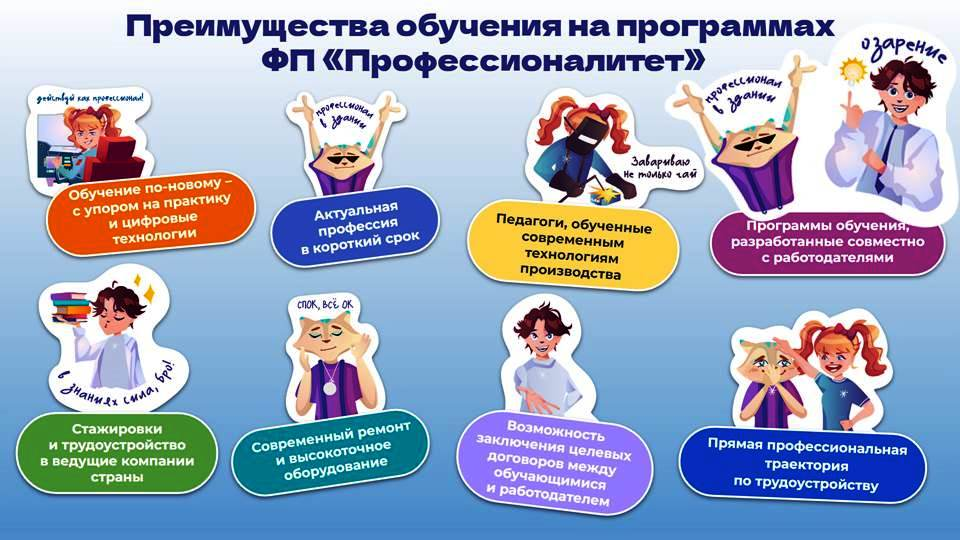 Преимущества обучения на программах
ФП «Профессионалитет»
действуй как профессионал!
Обучение по-новому –
с упором на практику
и цифровые
технологии
профессионал
в здании
Актуальная
профессия
в короткий срок
Завариваю
не только чай
Педагоги, обученные
современным
технологиям
производства
профессионал
в здании
озарение
Программы обучения,
разработанные совместно
с работодателями
в знаниях сила, бро!
Стажировки
и трудоустройство
в ведущие компании
страны
СПОК, ВСЁ ОК
Современный ремонт
и высокоточное
оборудование
Возможность
заключения целевых
договоров между
обучающимися
и работодателем
Прямая профессиональная
траектория
по трудоустройству